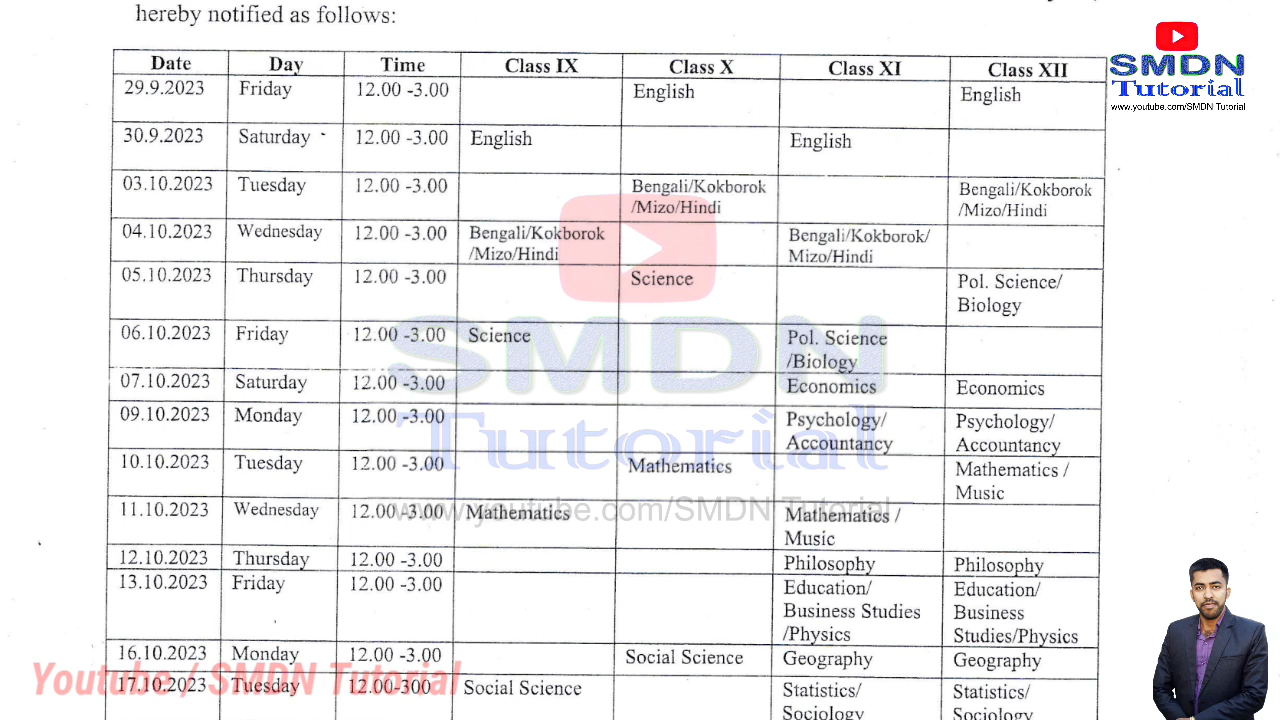 hereby notified as follows:
Date Day Time Class IX Class X Class XI Class XII
29.9.2023 Friday 12.00 -3.00 English English
30.9.2023 Saturday 12.00 -3.00 English English
03.10.2023 Tuesday 12.00 -3.00 Bengali/Kokborok Bengali/Kokborok
/Mizo/Hindi /Mizo/Hindi
04.10.2023 Wednesday 12.00 -3.00 Bengali/Kokborok Bengali/Kokborok/
/Mizo/Hindi Mizo/Hindi
05.10.2023 Thursday 12.00 -3.00 Science Pol. Science/
Biology
06.10.2023 Friday 12.00 -3.00 Science Pol. Science
/Biology
07.10.2023 Saturday 12.00 -3.00 Economics Economics
09.10.2023 Monday 12.00 -3.00 Psychology/ Psychology/
Accountancy Accountancy
10.10.2023 Tuesday 12.00 -3.00 Mathematics Mathematics /
Music
11.10.2023 Wednesday 12.00 -3.00 Mathematics Mathematics /
Music
12.10.2023 Thursday 12.00 -3.00 Philosophy Philosophy
13.10.2023 Friday 12.00 -3.00 Education/ Education/
Business Studies Business
/Physics Studies/Physics
16.10.2023 Monday 12.00 -3.00 Social Science Geography Geography
17.10.2023 Tuesday 12.00-300 Social Science Statistics/ Statistics/
Sociology Sociology
SMDN
Tutorial
www.youtube.com/SMDN Tutorial
SMDN
Tutorial
www.youtube.com/SMDN Tutorial
Youtube / SMDN Tutorial